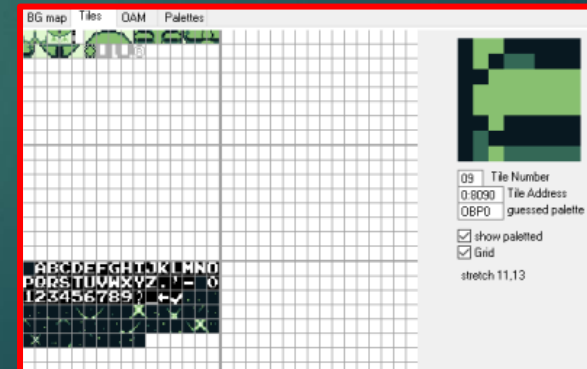 BG map Tiles OAM Palettes
09 Tile Number
0:8090 Tile Address
OBP0 guessed palette
show paletted
Grid
stretch 11,13
ABCDEFGHIJKLMNO
PQRSTUVWXYZ.'-0
123456789?